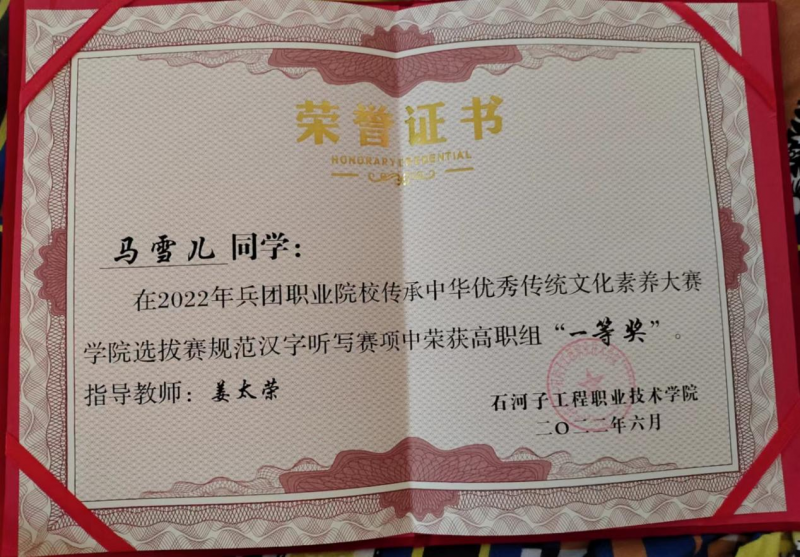 荣誉证书
HONORARY CREDENTIAL
马雪儿 同学：
在2022年兵团职业院校传承中华优秀传统文化素养大赛
学院选拔赛规范汉字听写赛项中荣获高职组“一等奖”。
指导教师：姜太荣
石河子工程职业技术学院
二〇二二年六月